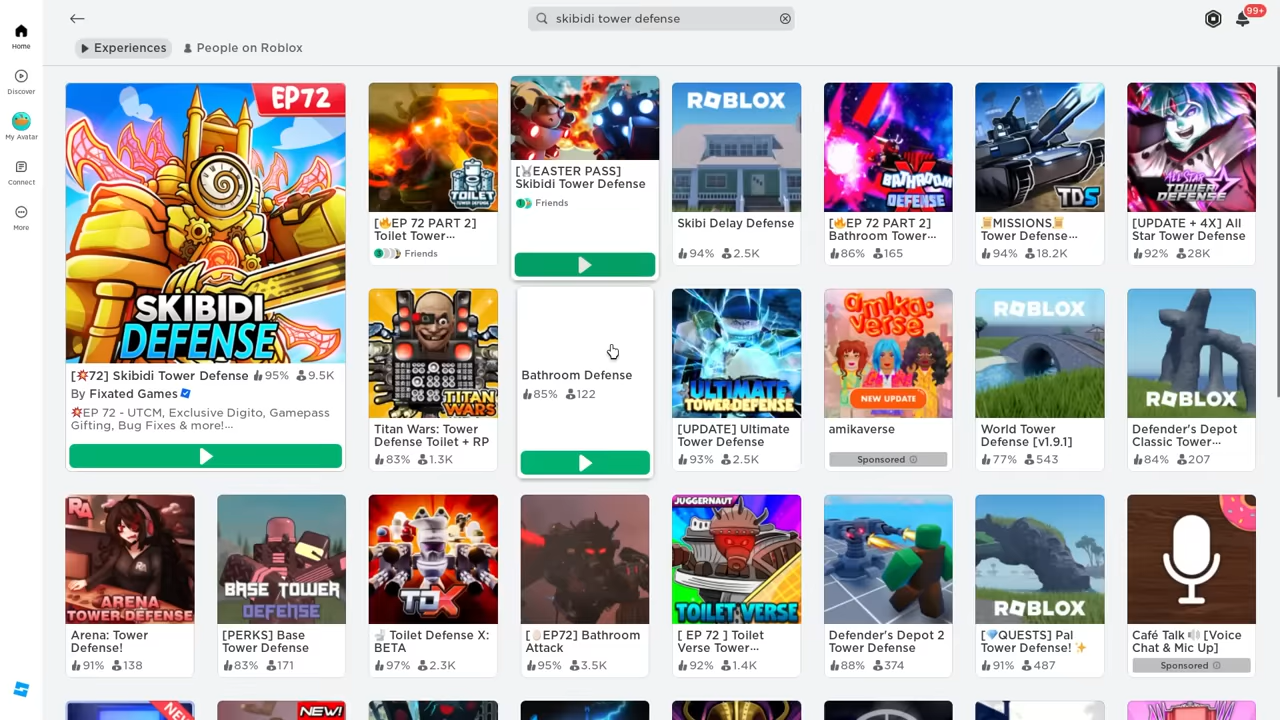 skibidi tower defense
99+
Home
Discover
My Avatar
Connect
More
Experiences
People on Roblox
EP72
SKIBIDI
DEFENSE
[💥72] Skibidi Tower Defense
95% 9.5K
By Fixated Games
💥EP 72 - UTCM, Exclusive Digito, Gamepass
Gifting, Bug Fixes & more!...
TOILET
[🔥EP 72 PART 2]
Toilet Tower...
Friends
[⚔️EASTER PASS]
Skibidi Tower Defense
Friends
ROBLOX
Skibi Delay Defense
94% 2.5K
BATHROOM
DEFENSE
[🔥EP 72 PART 2]
Bathroom Tower...
86% 165
TDS
📜MISSIONS📜
Tower Defense...
94% 18.2K
ALL STAR
TOWER DEFENSE
[UPDATE + 4X] All
Star Tower Defense
92% 28K
TITAN
WARS
Titan Wars: Tower
Defense Toilet + RP
83% 1.3K
Bathroom Defense
85% 122
ULTIMATE
TOWER DEFENSE
[UPDATE] Ultimate
Tower Defense
93% 2.5K
amika:
verse
NEW UPDATE
amikaverse
Sponsored
ROBLOX
World Tower
Defense [v1.9.1]
77% 543
ROBLOX
Defender's Depot
Classic Tower...
84% 207
RA
ARENA
TOWER DEFENSE
Arena: Tower
Defense!
91% 138
BASE TOWER
DEFENSE
[PERKS] Base
Tower Defense
83% 171
TDX
🚽 Toilet Defense X:
BETA
97% 2.3K
[🥚EP72] Bathroom
Attack
95% 3.5K
JUGGERNAUT
TOILET VERSE
[ EP 72 ] Toilet
Verse Tower...
92% 1.4K
Defender's Depot 2
Tower Defense
88% 374
ROBLOX
[💎QUESTS] Pal
Tower Defense! ✨
91% 487
Café Talk 🔊 [Voice
Chat & Mic Up]
Sponsored
NEW
NEW!